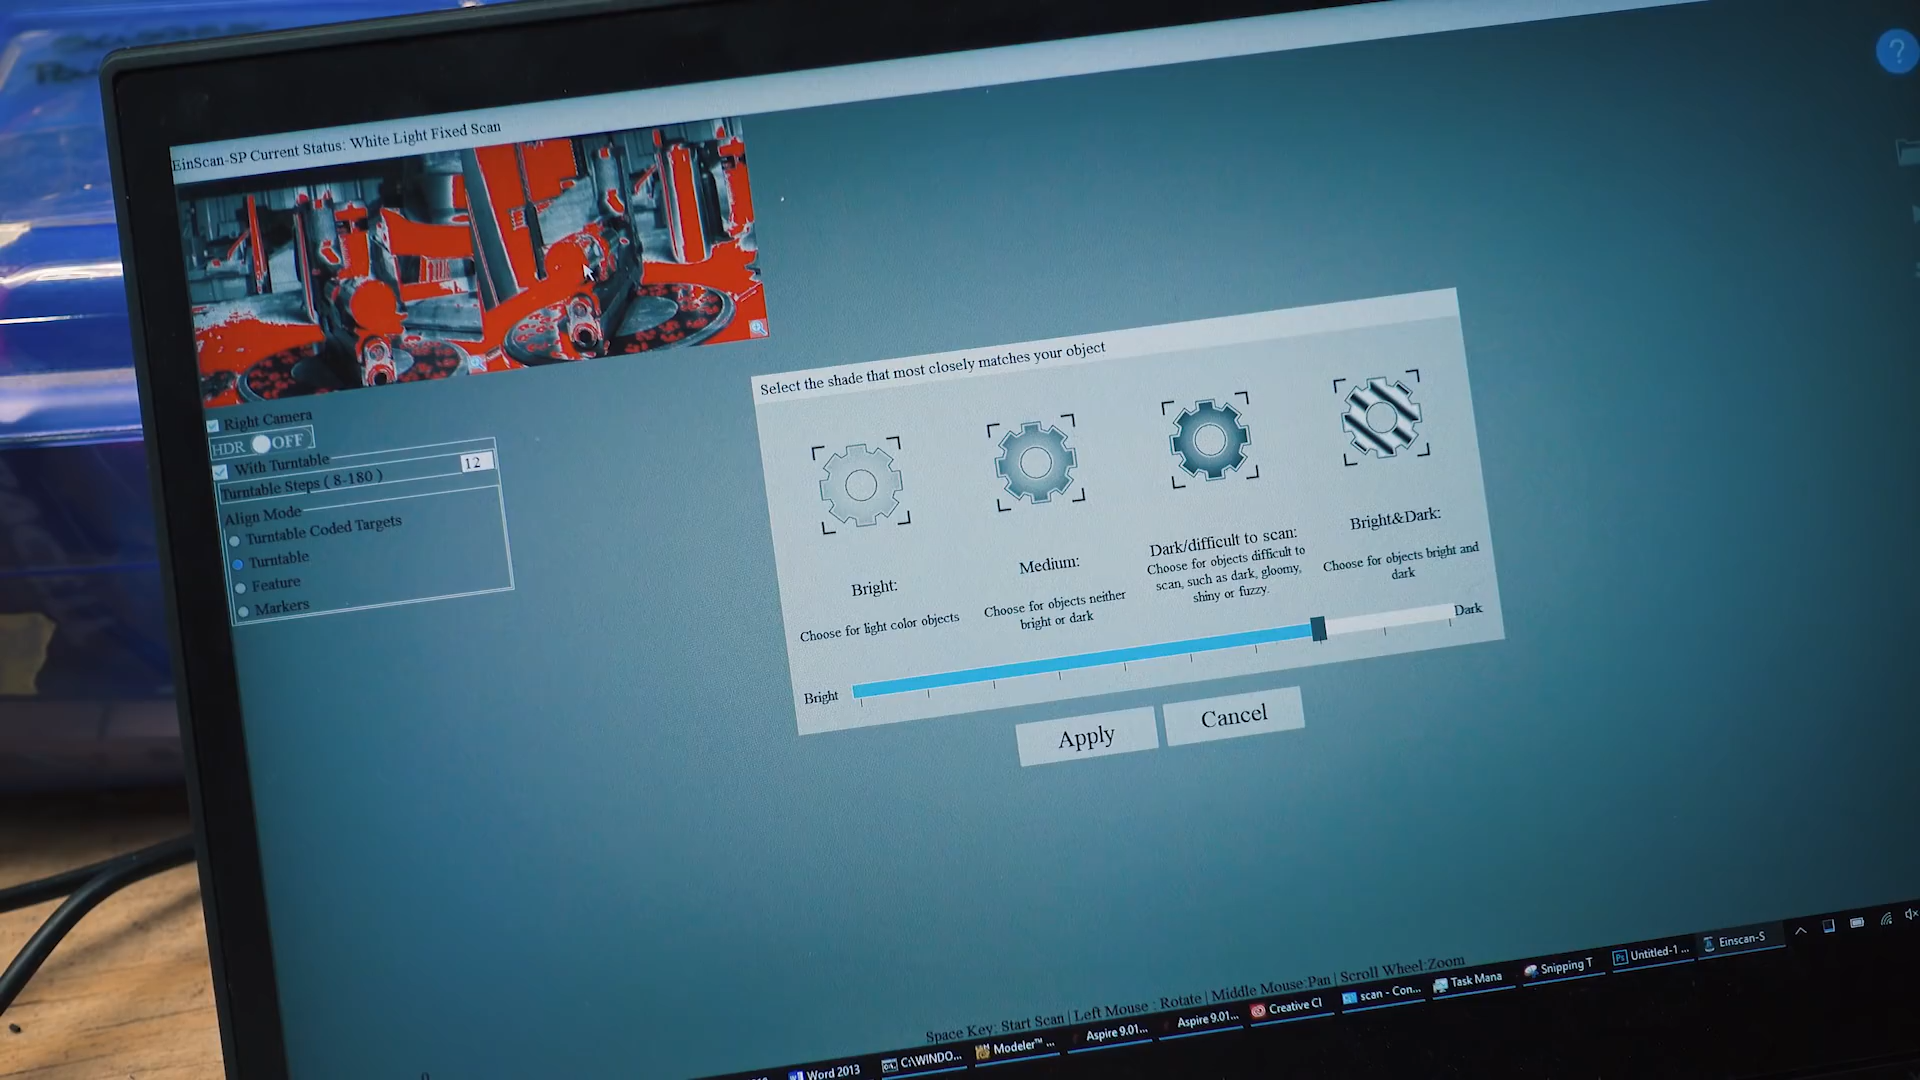 EinScan-SP Current Status: White Light Fixed Scan
?
Right Camera
HDR OFF
With Turntable
Turntable Steps ( 8-180 ) 12
Align Mode
Turntable Coded Targets
Turntable
Feature
Markers
Select the shade that most closely matches your object
Bright:
Choose for light color objects
Medium:
Choose for objects neither
bright or dark
Dark/difficult to scan:
Choose for objects difficult to
scan, such as dark, gloomy,
shiny or fuzzy.
Bright&Dark:
Choose for objects bright and
dark
Bright
Dark
Apply
Cancel
Space Key: Start Scan | Left Mouse : Rotate | Middle Mouse:Pan | Scroll Wheel:Zoom
Word 2013
C:\WINDO...
Modeler™ ...
Aspire 9.01...
Aspire 9.01...
Creative Cl
scan - Con...
Task Mana
Snipping T
Untitled-1 ...
Einscan-S